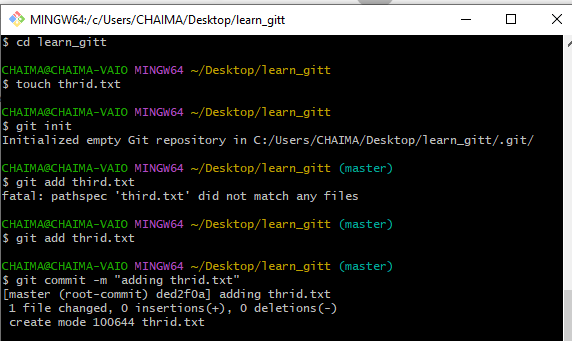 MINGW64:/c/Users/CHAIMA/Desktop/learn_gitt
$ cd learn_gitt
CHAIMA@CHAIMA-VAIO MINGW64 ~/Desktop/learn_gitt
$ touch thrid.txt
CHAIMA@CHAIMA-VAIO MINGW64 ~/Desktop/learn_gitt
$ git init
Initialized empty Git repository in C:/Users/CHAIMA/Desktop/learn_gitt/.git/
CHAIMA@CHAIMA-VAIO MINGW64 ~/Desktop/learn_gitt (master)
$ git add third.txt
fatal: pathspec 'third.txt' did not match any files
CHAIMA@CHAIMA-VAIO MINGW64 ~/Desktop/learn_gitt (master)
$ git add thrid.txt
CHAIMA@CHAIMA-VAIO MINGW64 ~/Desktop/learn_gitt (master)
$ git commit -m "adding thrid.txt"
[master (root-commit) ded2f0a] adding thrid.txt
 1 file changed, 0 insertions(+), 0 deletions(-)
 create mode 100644 thrid.txt